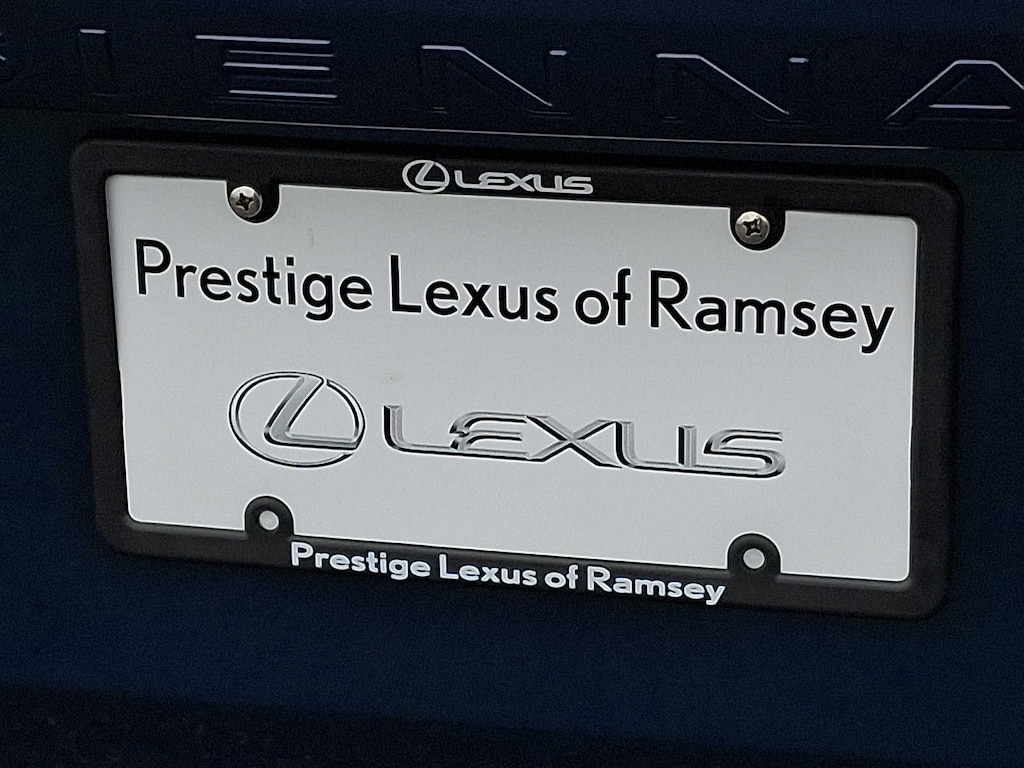 SIENNA
LEXUS
Prestige Lexus of Ramsey
LEXUS
Prestige Lexus of Ramsey